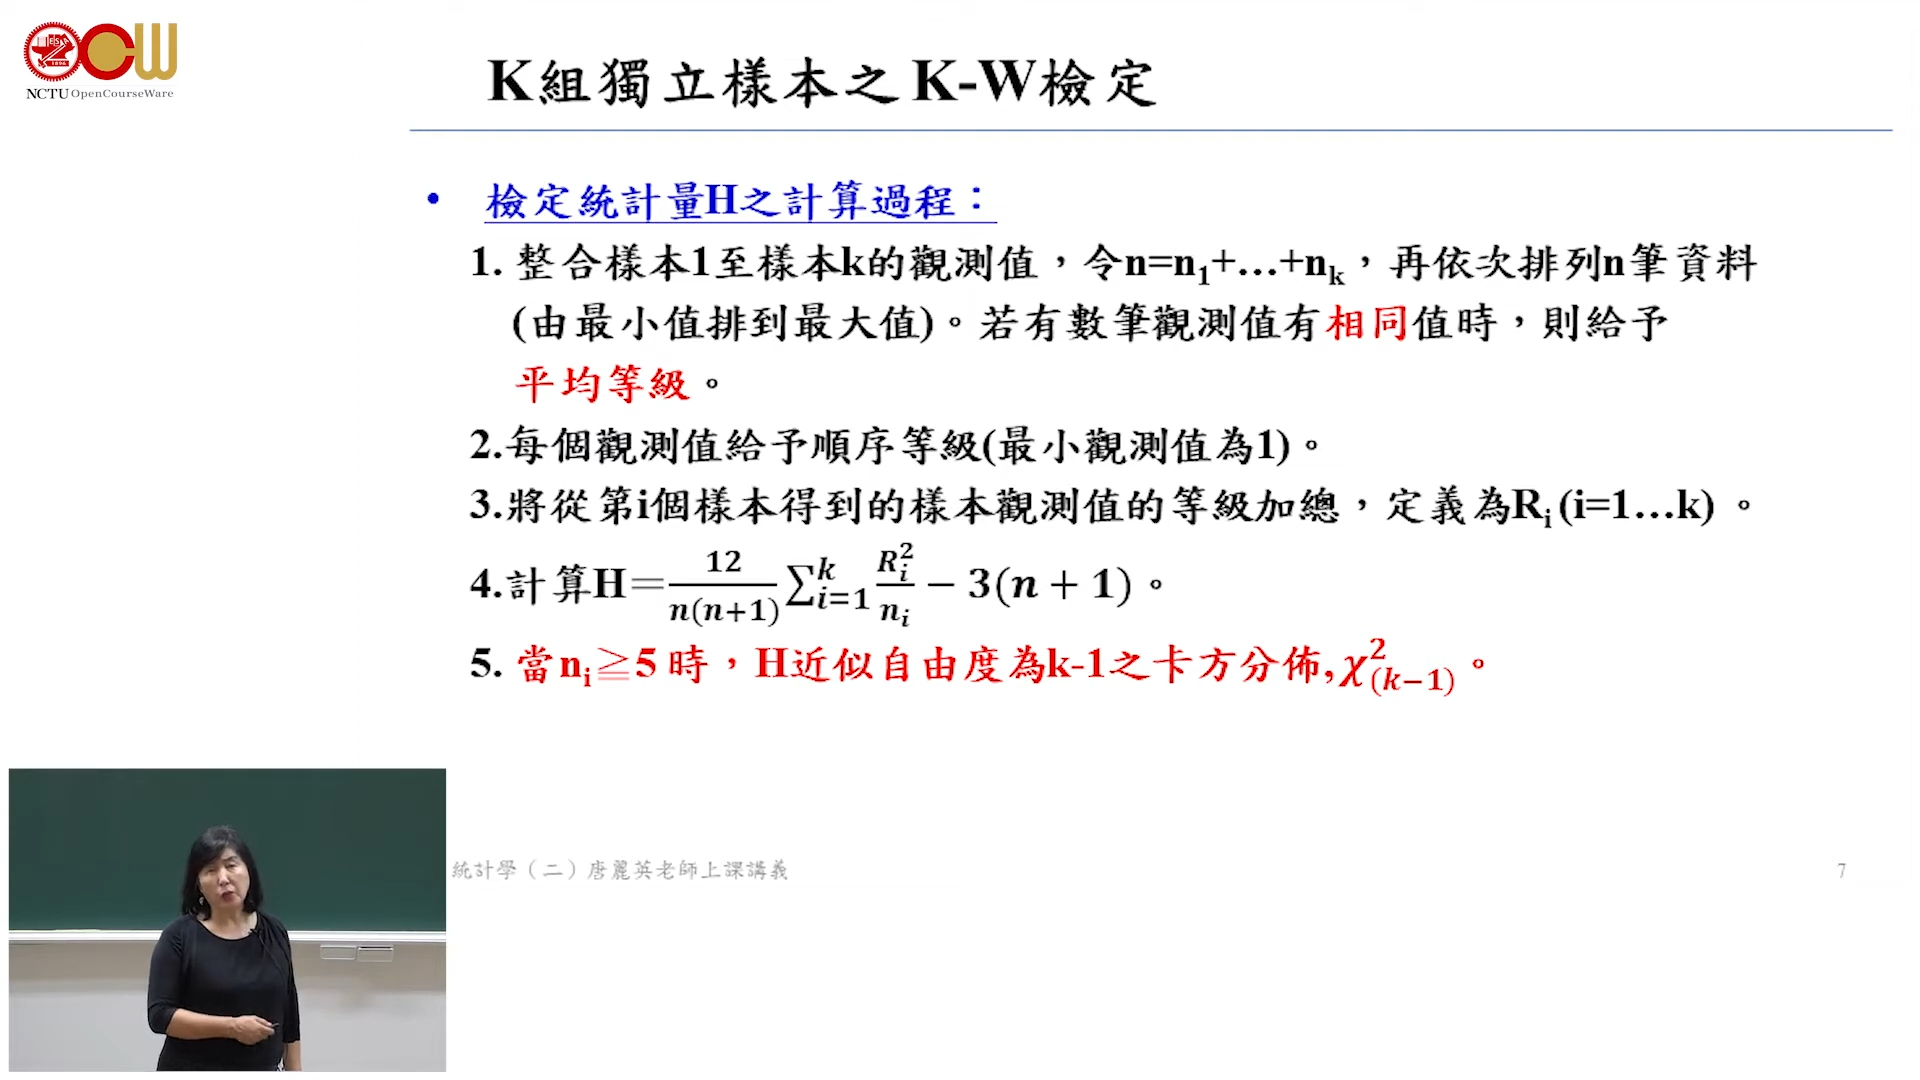 NCTU OpenCourseWare
K組獨立樣本之 K-W檢定
• 檢定統計量H之計算過程：
1. 整合樣本1至樣本k的觀測值，令n=n₁+…+nₖ，再依次排列n筆資料
(由最小值排到最大值)。若有數筆觀測值有相同值時，則給予
平均等級。
2.每個觀測值給予順序等級(最小觀測值為1)。
3.將從第i個樣本得到的樣本觀測值的等級加總，定義為Rᵢ(i=1…k)。
4.計算H=\frac{12}{n(n+1)}\sum_{i=1}^{k}\frac{R_i^2}{n_i}-3(n+1)。
5. 當nᵢ≧5 時，H近似自由度為k-1之卡方分佈,χ²₍ₖ₋₁₎。
統計學（二）唐麗英老師上課講義
7